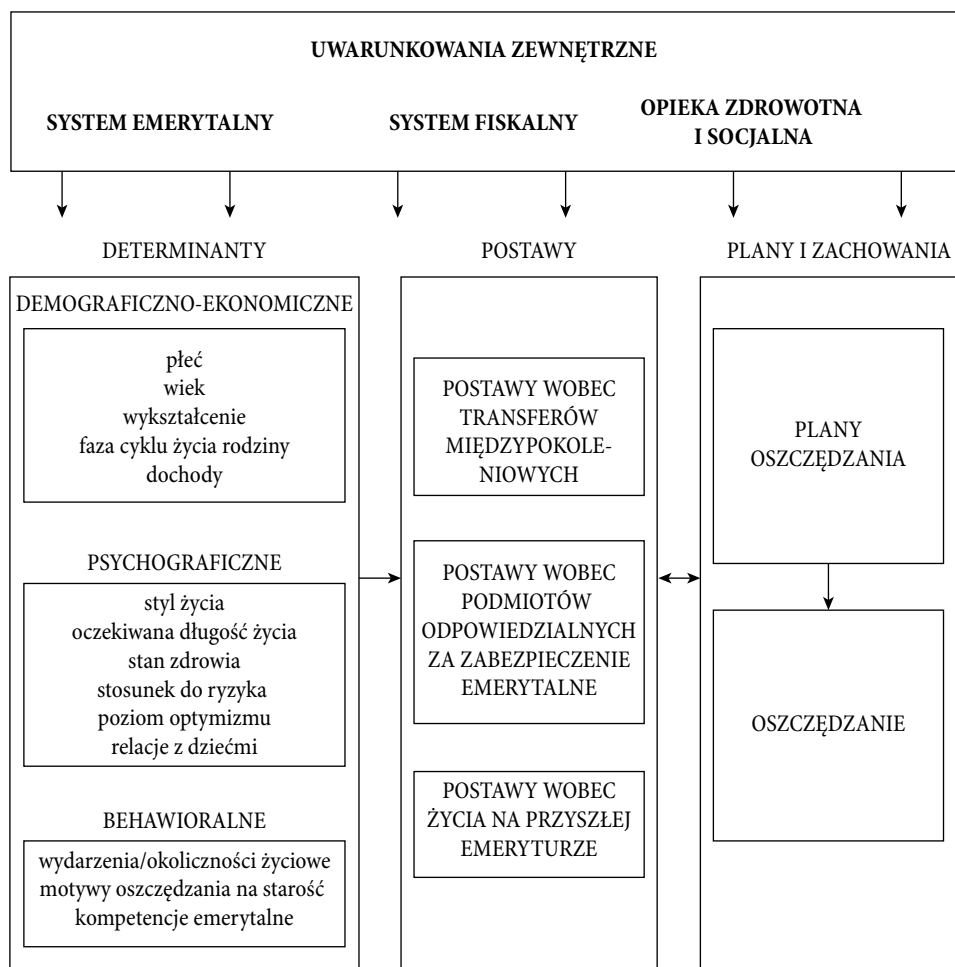 UWARUNKOWANIA ZEWNĘTRZNE
SYSTEM EMERYTALNY
SYSTEM FISKALNY
OPIEKA ZDROWOTNA
I SOCJALNA
DETERMINANTY
DEMOGRAFICZNO-EKONOMICZNE
płeć
wiek
wykształcenie
faza cyklu życia rodziny
dochody
PSYCHOGRAFICZNE
styl życia
oczekiwana długość życia
stan zdrowia
stosunek do ryzyka
poziom optymizmu
relacje z dziećmi
BEHAWIORALNE
wydarzenia/okoliczności życiowe
motywy oszczędzania na starość
kompetencje emerytalne
POSTAWY
POSTAWY WOBEC
TRANSFERÓW
MIĘDZYPOKOLE-
NIOWYCH
POSTAWY WOBEC
PODMIOTÓW
ODPOWIEDZIALNYCH
ZA ZABEZPIECZENIE
EMERYTALNE
POSTAWY WOBEC
ŻYCIA NA PRZYSZŁEJ
EMERYTURZE
PLANY I ZACHOWANIA
PLANY
OSZCZĘDZANIA
OSZCZĘDZANIE